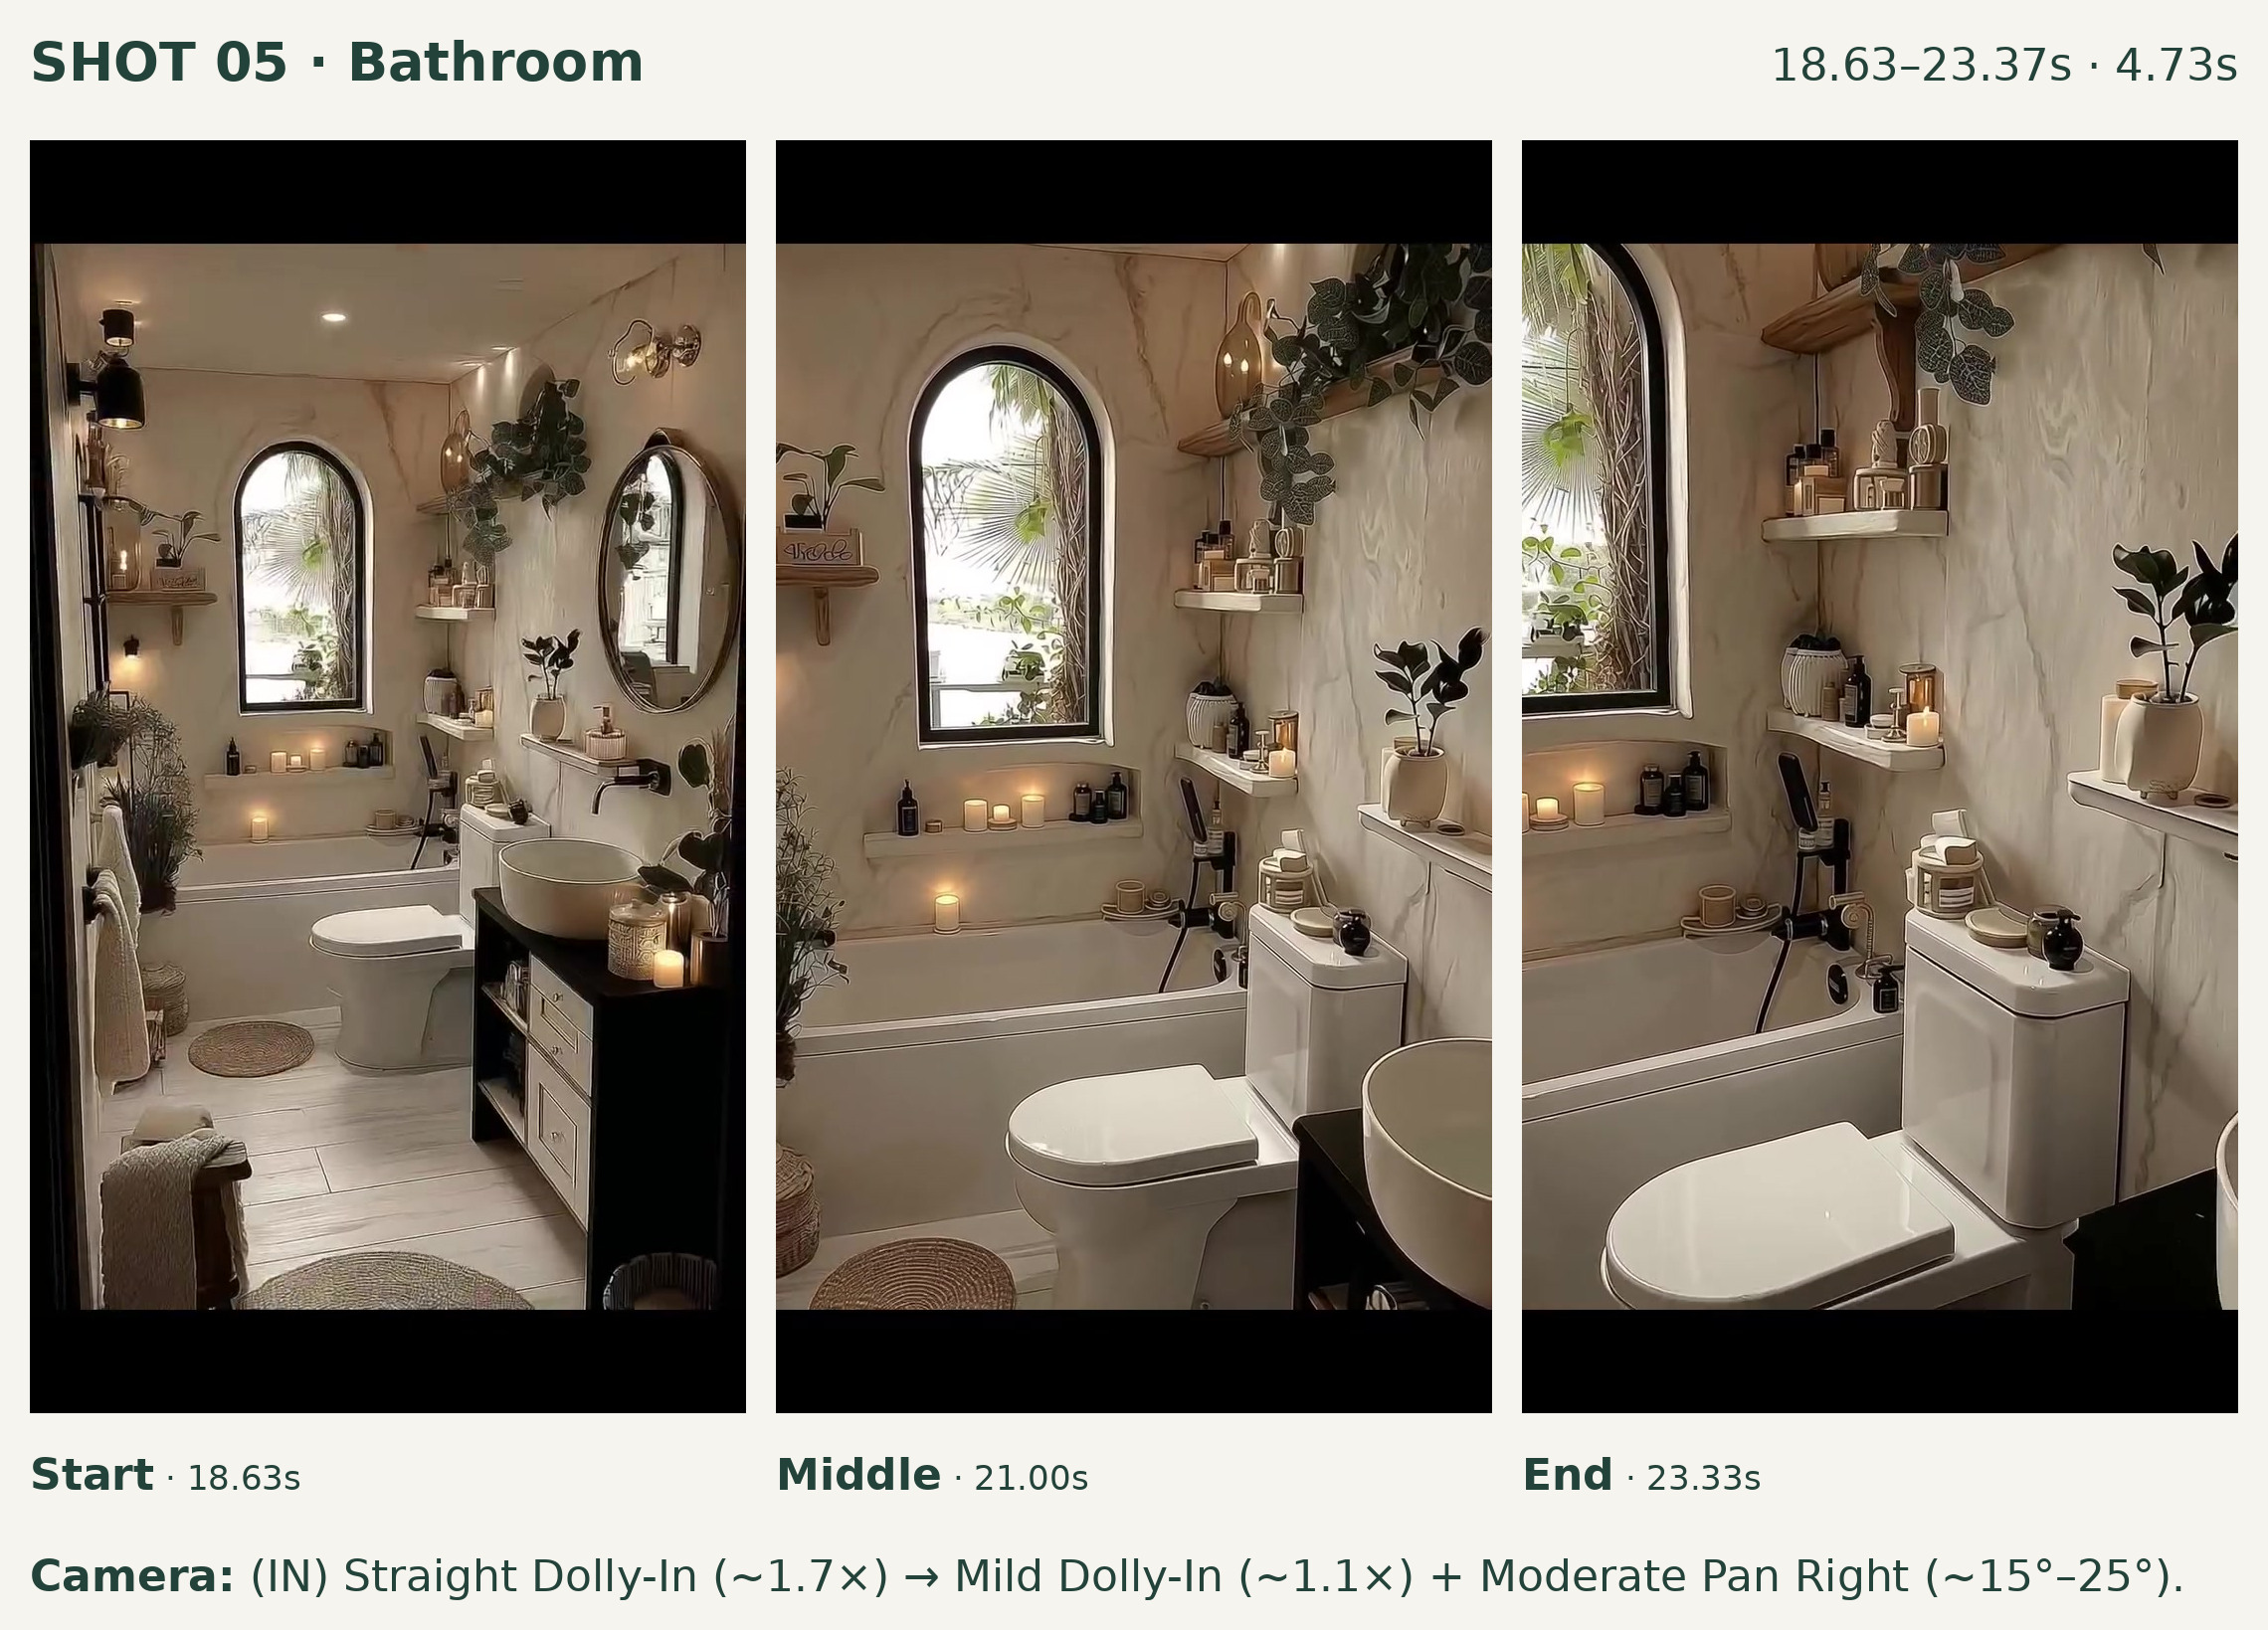 SHOT 05 · Bathroom
18.63–23.37s · 4.73s
Start · 18.63s
Middle · 21.00s
End · 23.33s
Camera: (IN) Straight Dolly-In (~1.7×) → Mild Dolly-In (~1.1×) + Moderate Pan Right (~15°–25°).